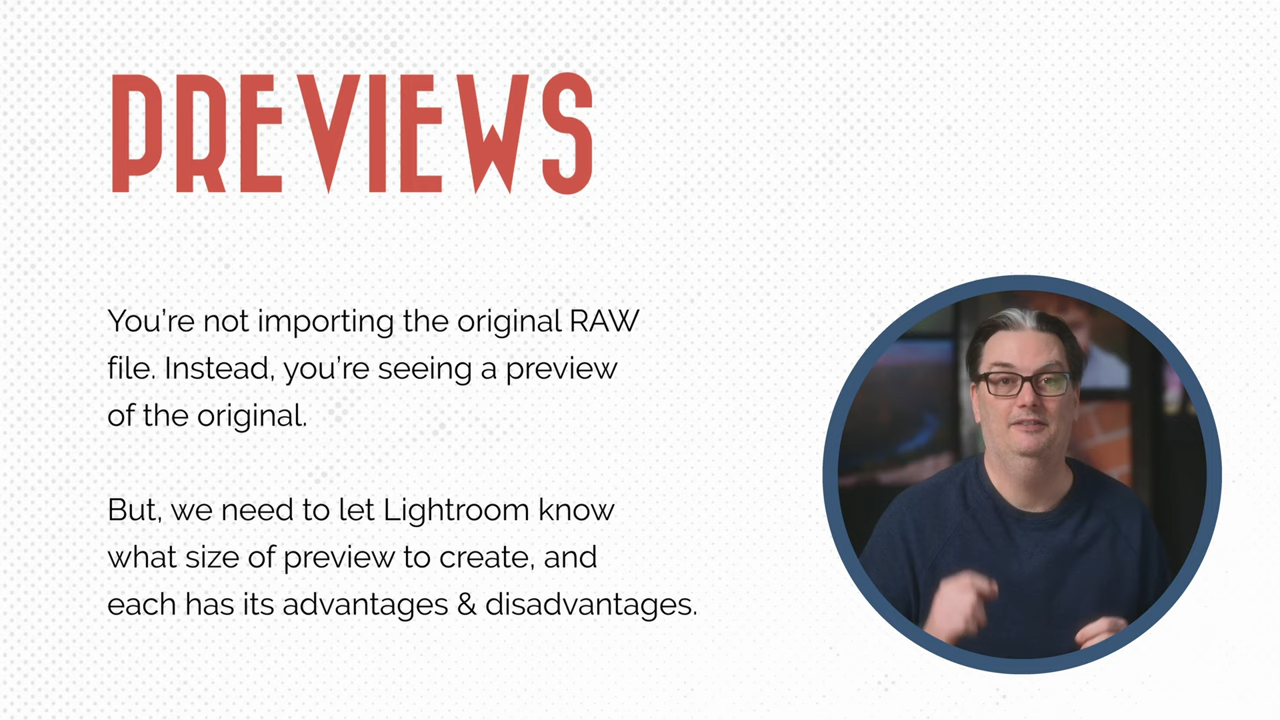 PREVIEWS
You’re not importing the original RAW
file. Instead, you’re seeing a preview
of the original.
But, we need to let Lightroom know
what size of preview to create, and
each has its advantages & disadvantages.